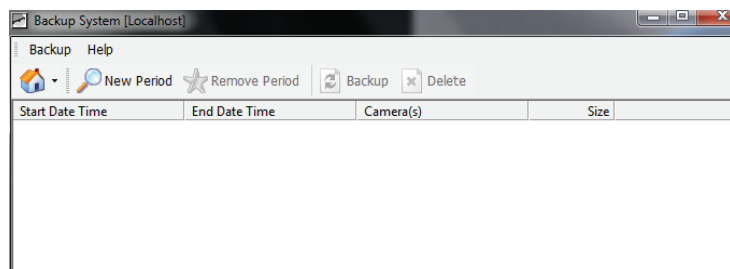 Backup System [Localhost]
Backup Help
New Period Remove Period Backup Delete
Start Date Time End Date Time Camera(s) Size